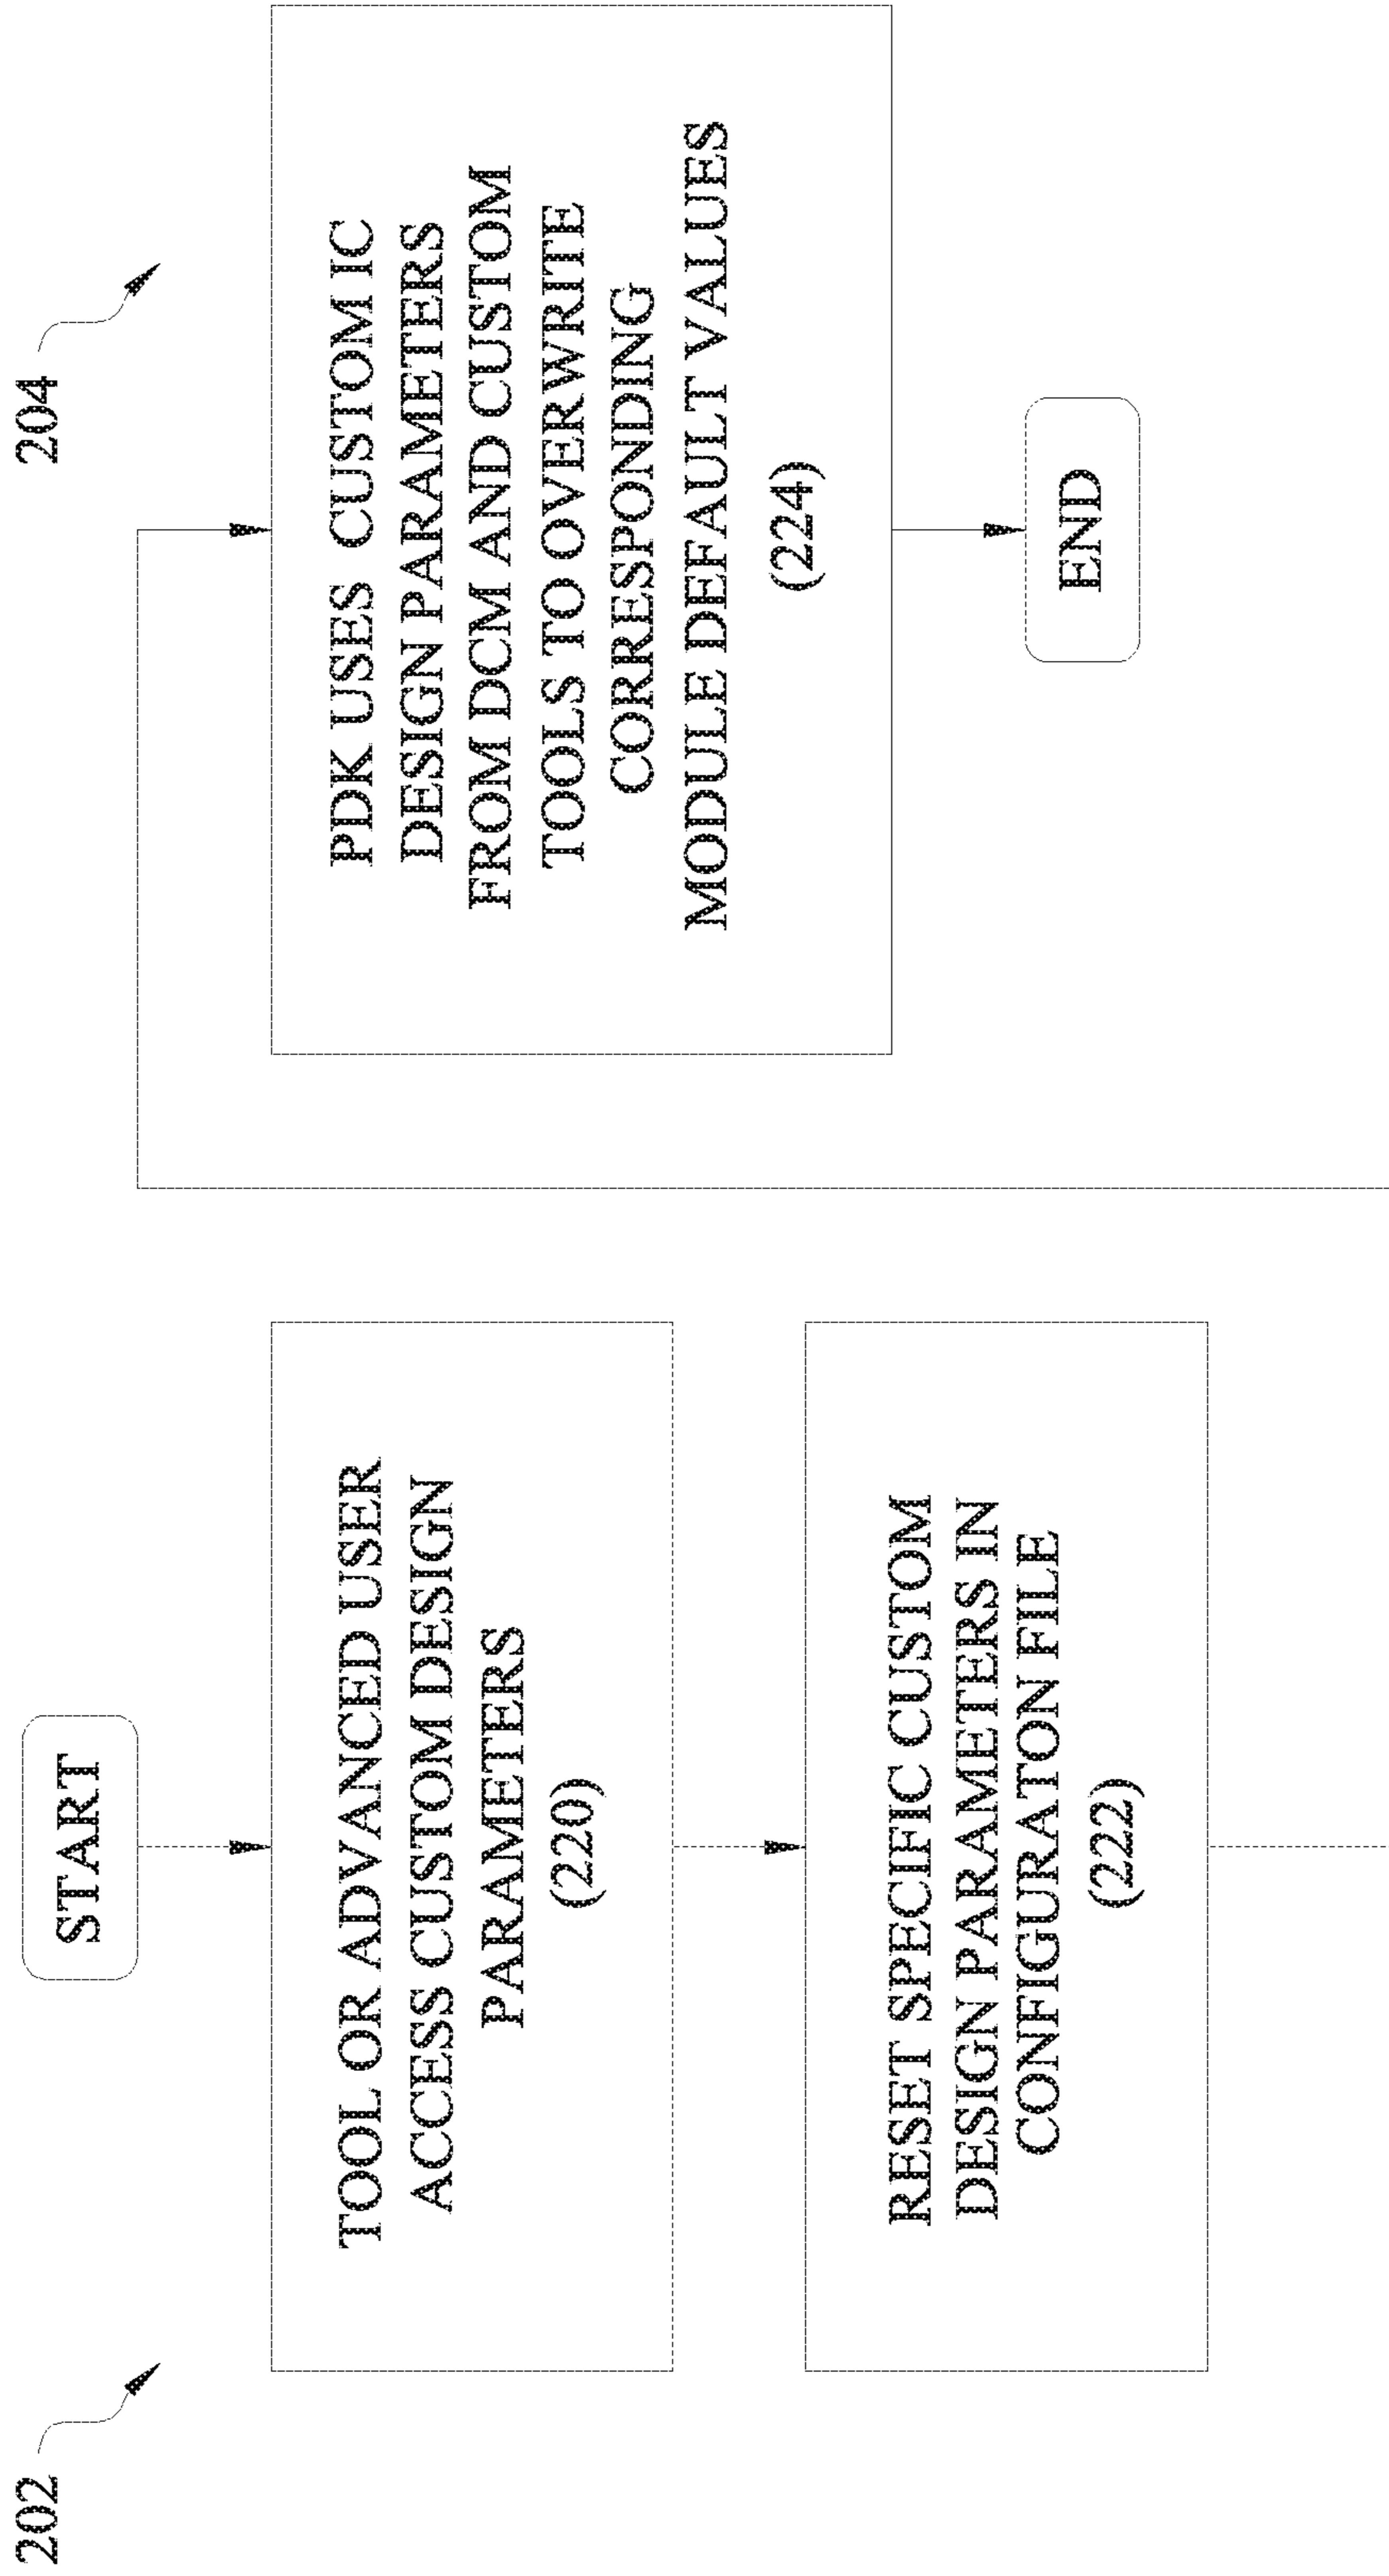 202
START
TOOL OR ADVANCED USER
ACCESS CUSTOM DESIGN
PARAMETERS
(220)
RESET SPECIFIC CUSTOM
DESIGN PARAMETERS IN
CONFIGURATON FILE
(222)
204
PDK USES CUSTOM IC
DESIGN PARAMETERS
FROM DCM AND CUSTOM
TOOLS TO OVERWRITE
CORRESPONDING
MODULE DEFAULT VALUES
(224)
END